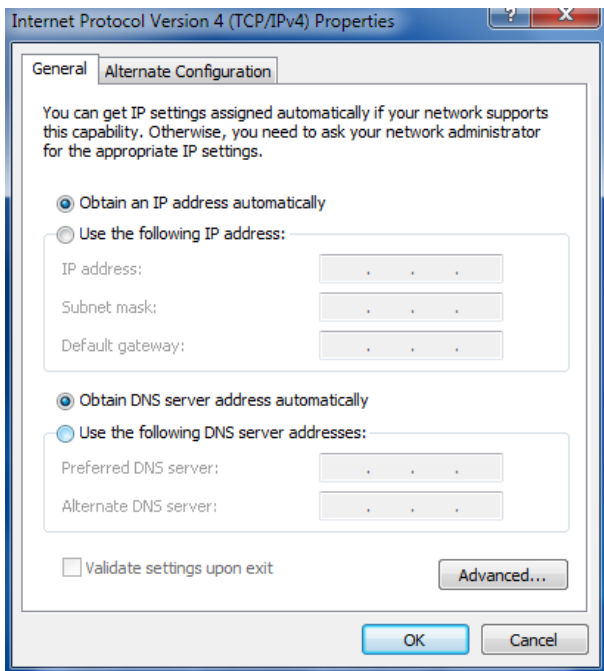 Internet Protocol Version 4 (TCP/IPv4) Properties
?
General
Alternate Configuration
You can get IP settings assigned automatically if your network supports
this capability. Otherwise, you need to ask your network administrator
for the appropriate IP settings.
Obtain an IP address automatically
Use the following IP address:
IP address:
Subnet mask:
Default gateway:
Obtain DNS server address automatically
Use the following DNS server addresses:
Preferred DNS server:
Alternate DNS server:
Validate settings upon exit
Advanced...
OK
Cancel